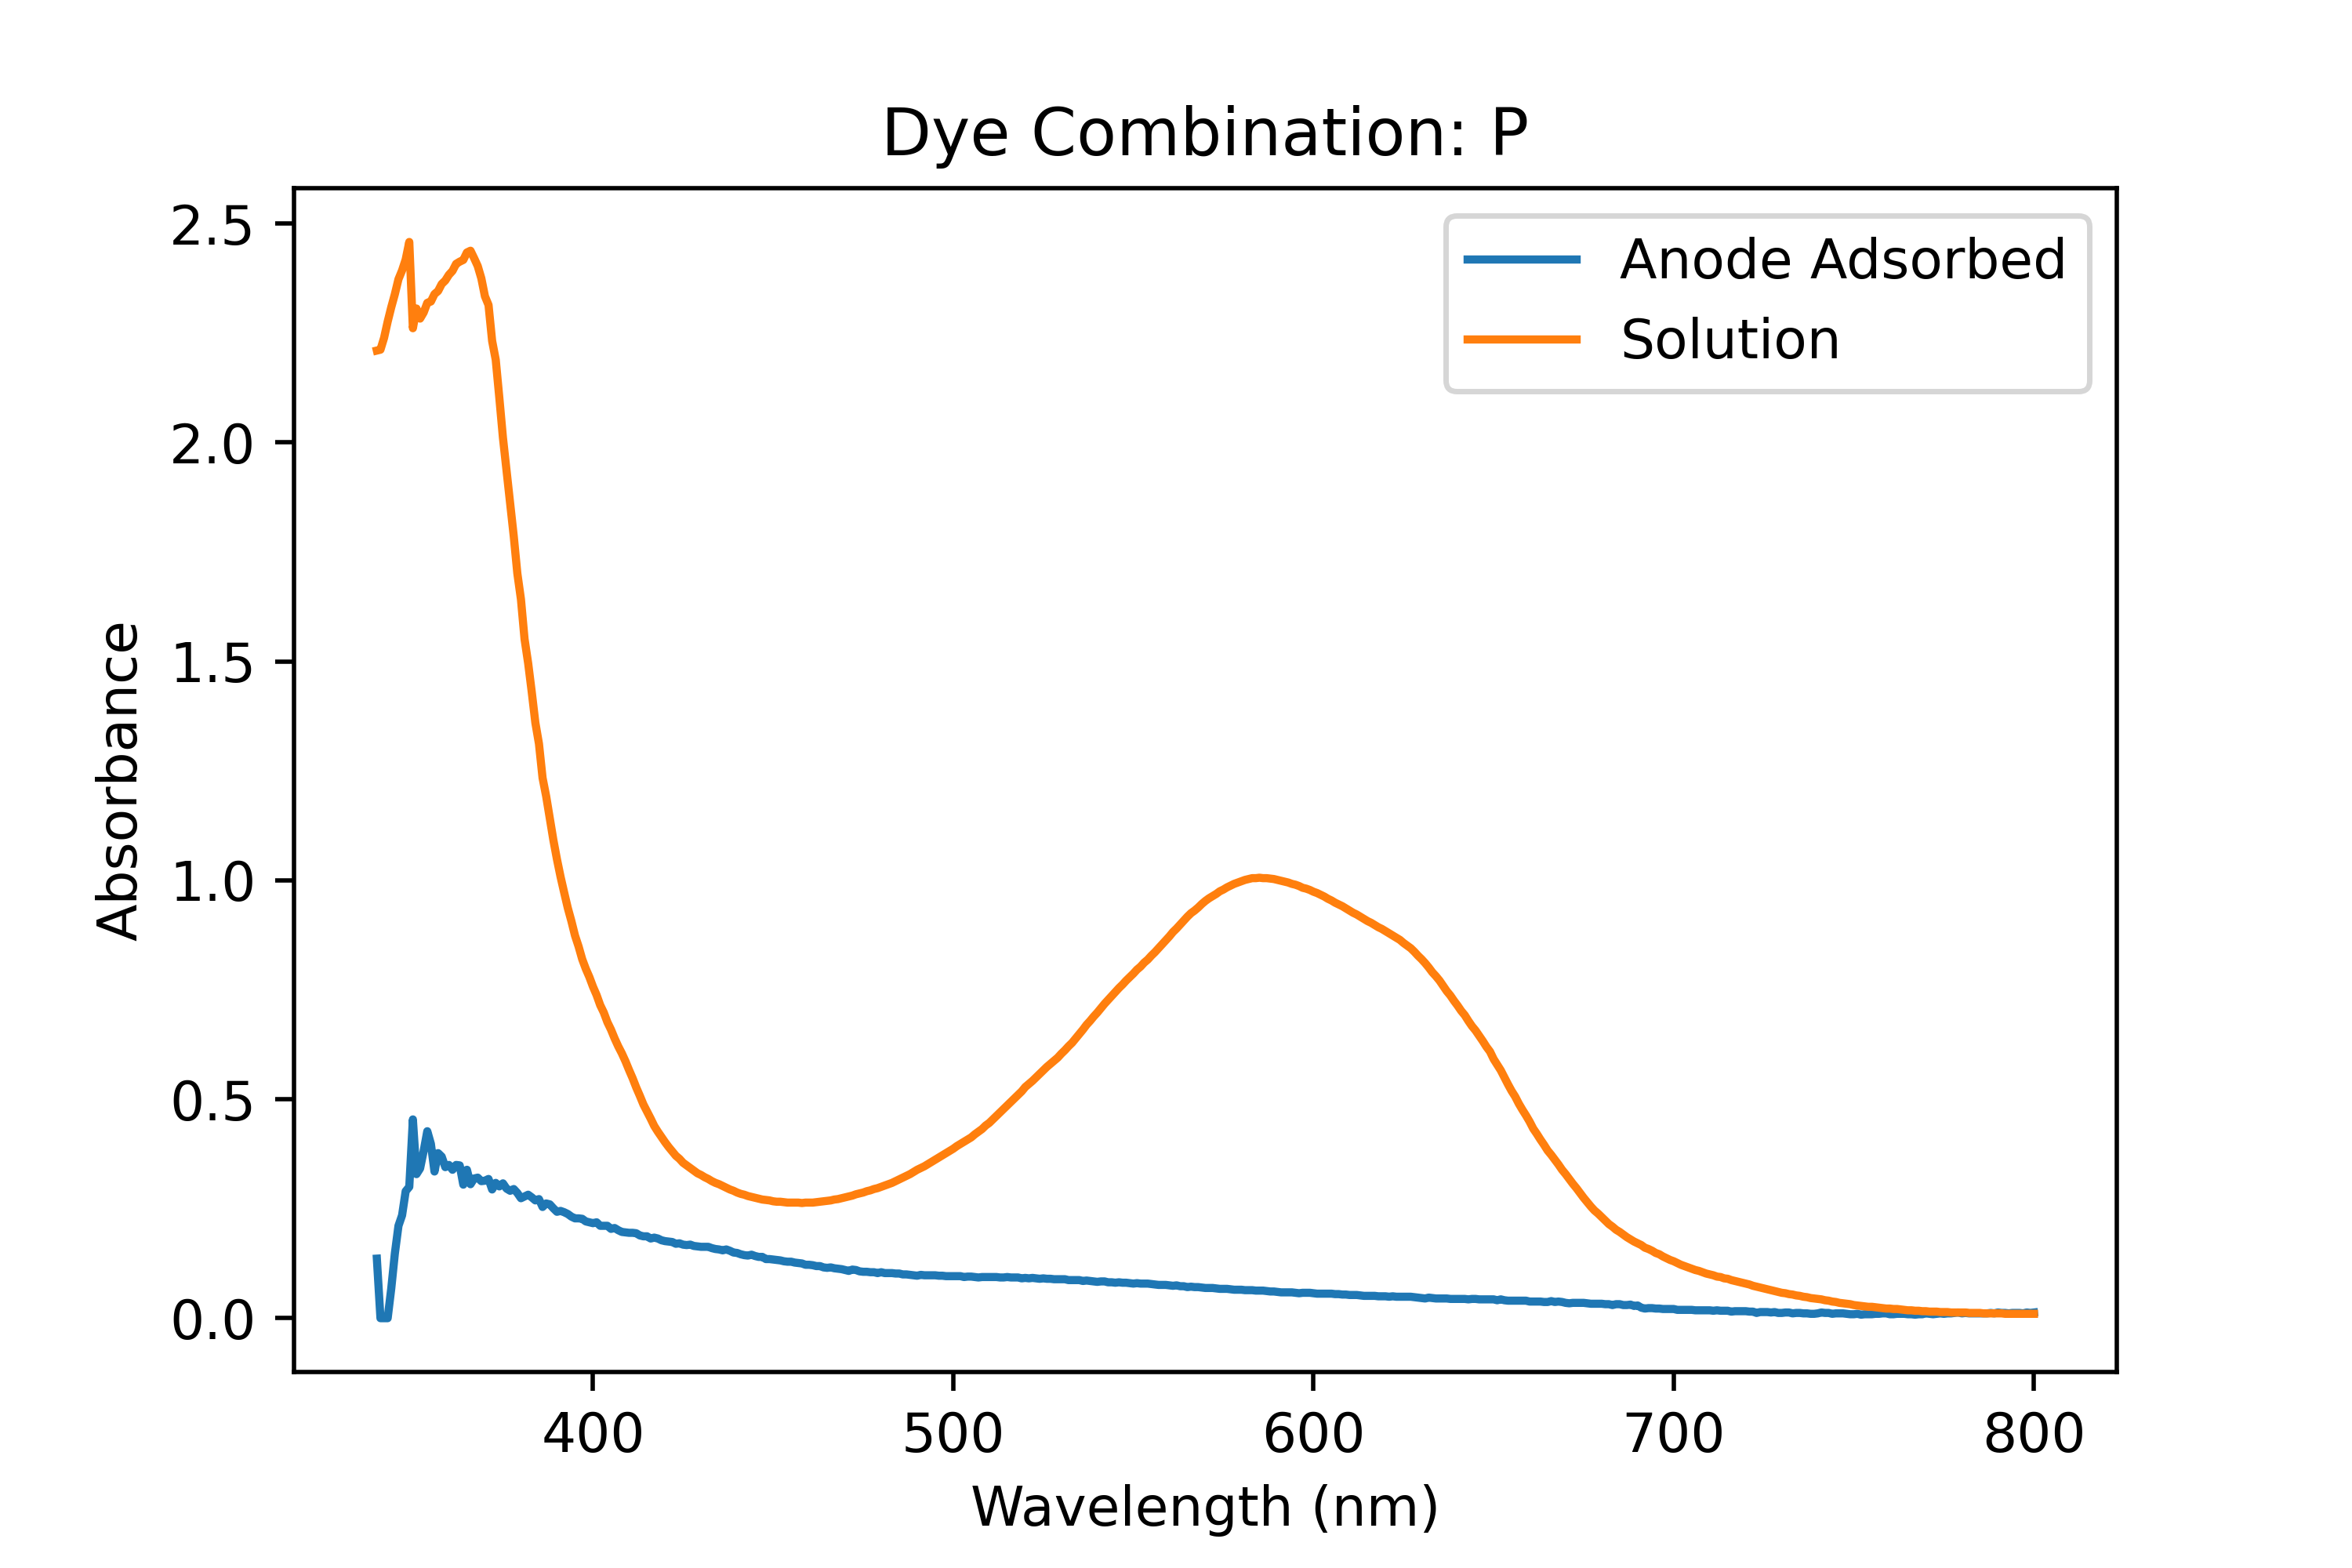 Dye Combination: P
Anode Adsorbed
Solution
Absorbance
2.5
2.0
1.5
1.0
0.5
0.0
400 500 600 700 800
Wavelength (nm)